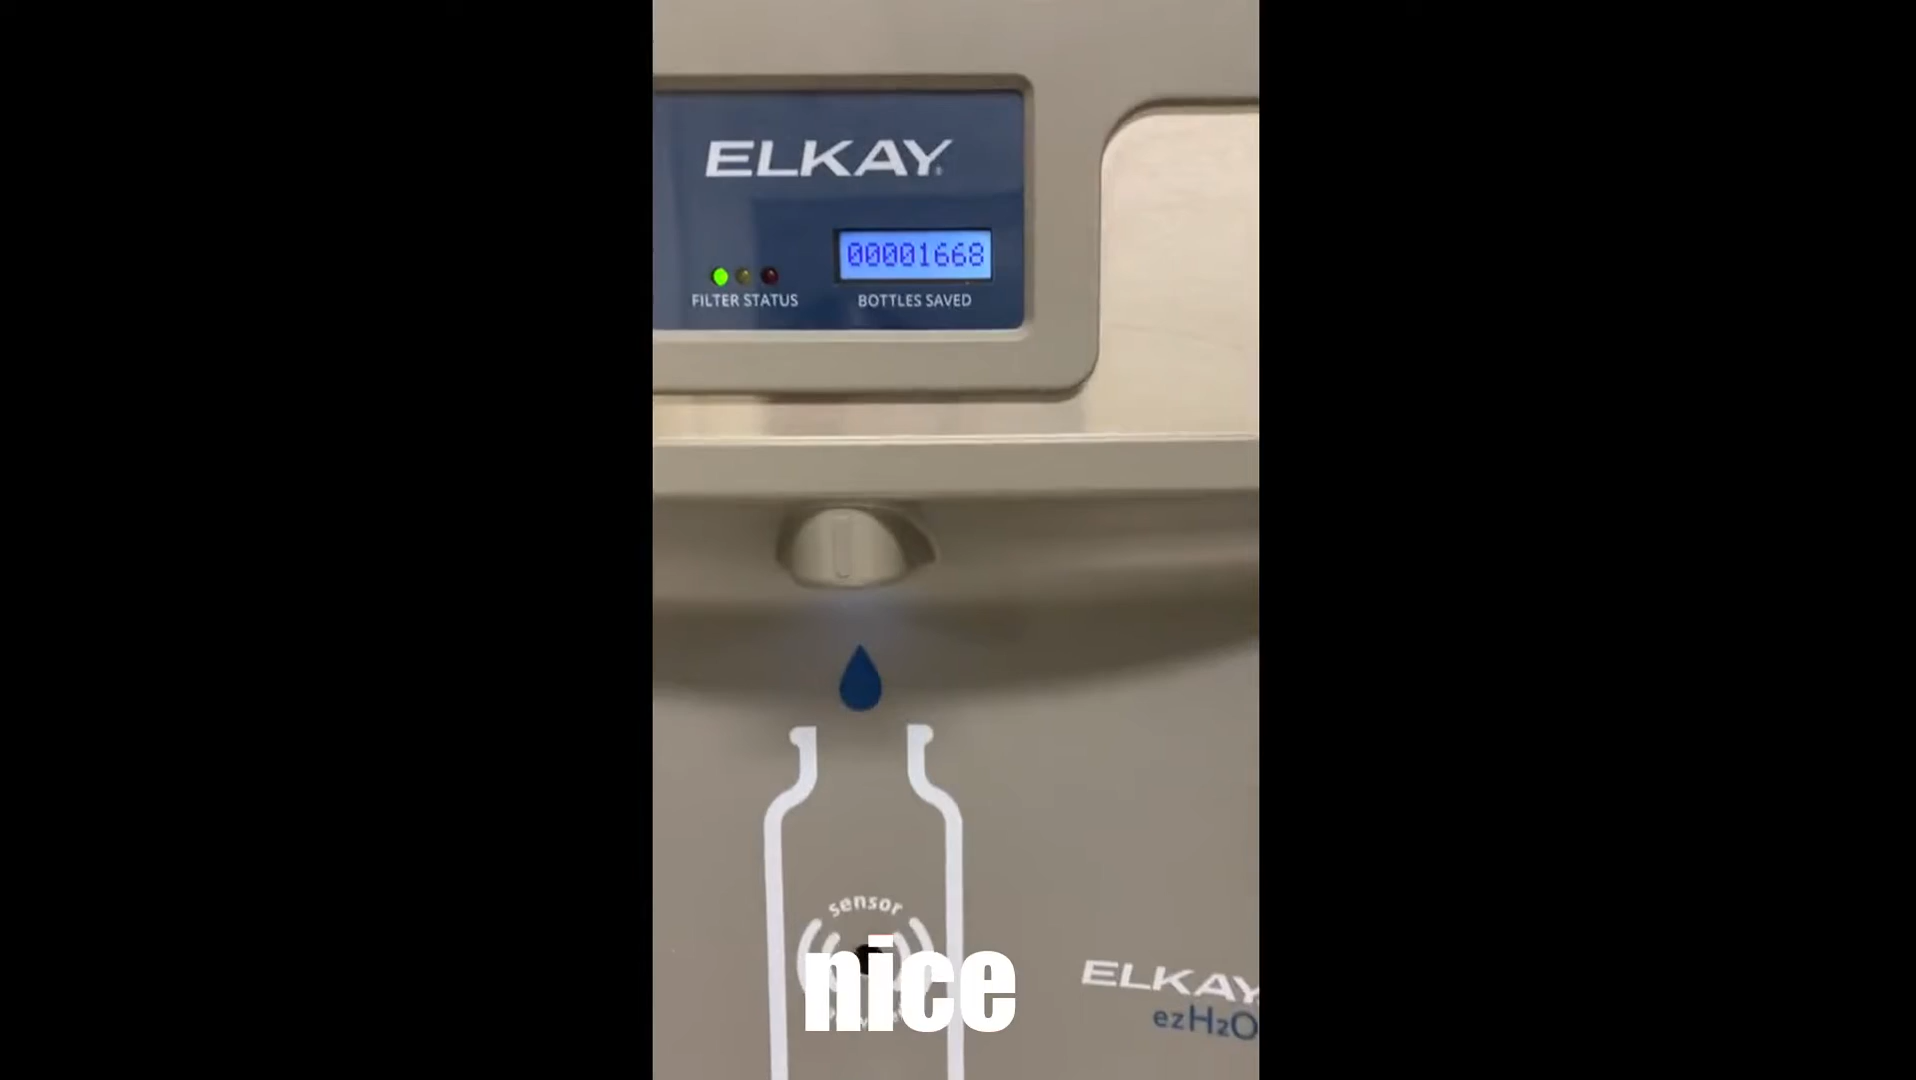 ELKAY®
00001668
FILTER STATUS
BOTTLES SAVED
sensor
nice
ELKAY
ezH2O